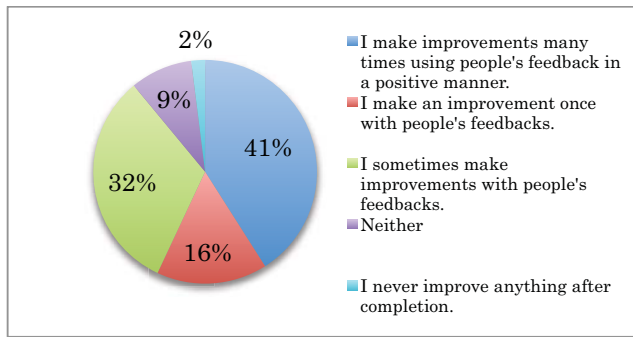 2%
9%
41%
32%
16%
I make improvements many
times using people's feedback in
a positive manner.
I make an improvement once
with people's feedbacks.
I sometimes make
improvements with people's
feedbacks.
Neither
I never improve anything after
completion.